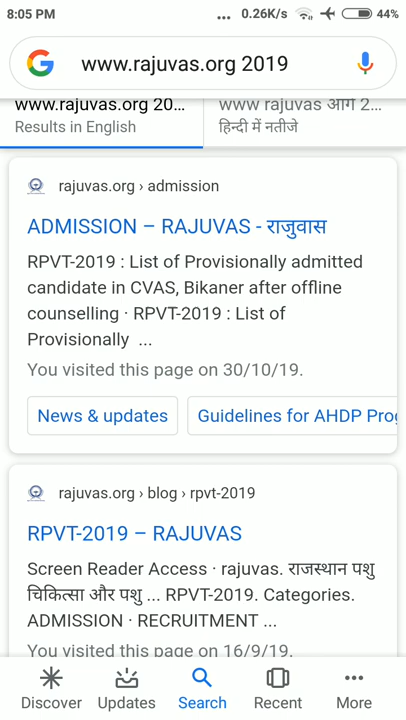 8:05 PM ... 0.26K/s 44%
www.rajuvas.org 2019
www.rajuvas.org 20... www rajuvas आग 2...
Results in English हिन्दी में नतीजे
rajuvas.org › admission
ADMISSION – RAJUVAS - राजुवास
RPVT-2019 : List of Provisionally admitted
candidate in CVAS, Bikaner after offline
counselling · RPVT-2019 : List of
Provisionally ...
You visited this page on 30/10/19.
News & updates Guidelines for AHDP Prog
rajuvas.org › blog › rpvt-2019
RPVT-2019 – RAJUVAS
Screen Reader Access · rajuvas. राजस्थान पशु
चिकित्सा और पशु ... RPVT-2019. Categories.
ADMISSION · RECRUITMENT ...
You visited this page on 16/9/19.
Discover Updates Search Recent More